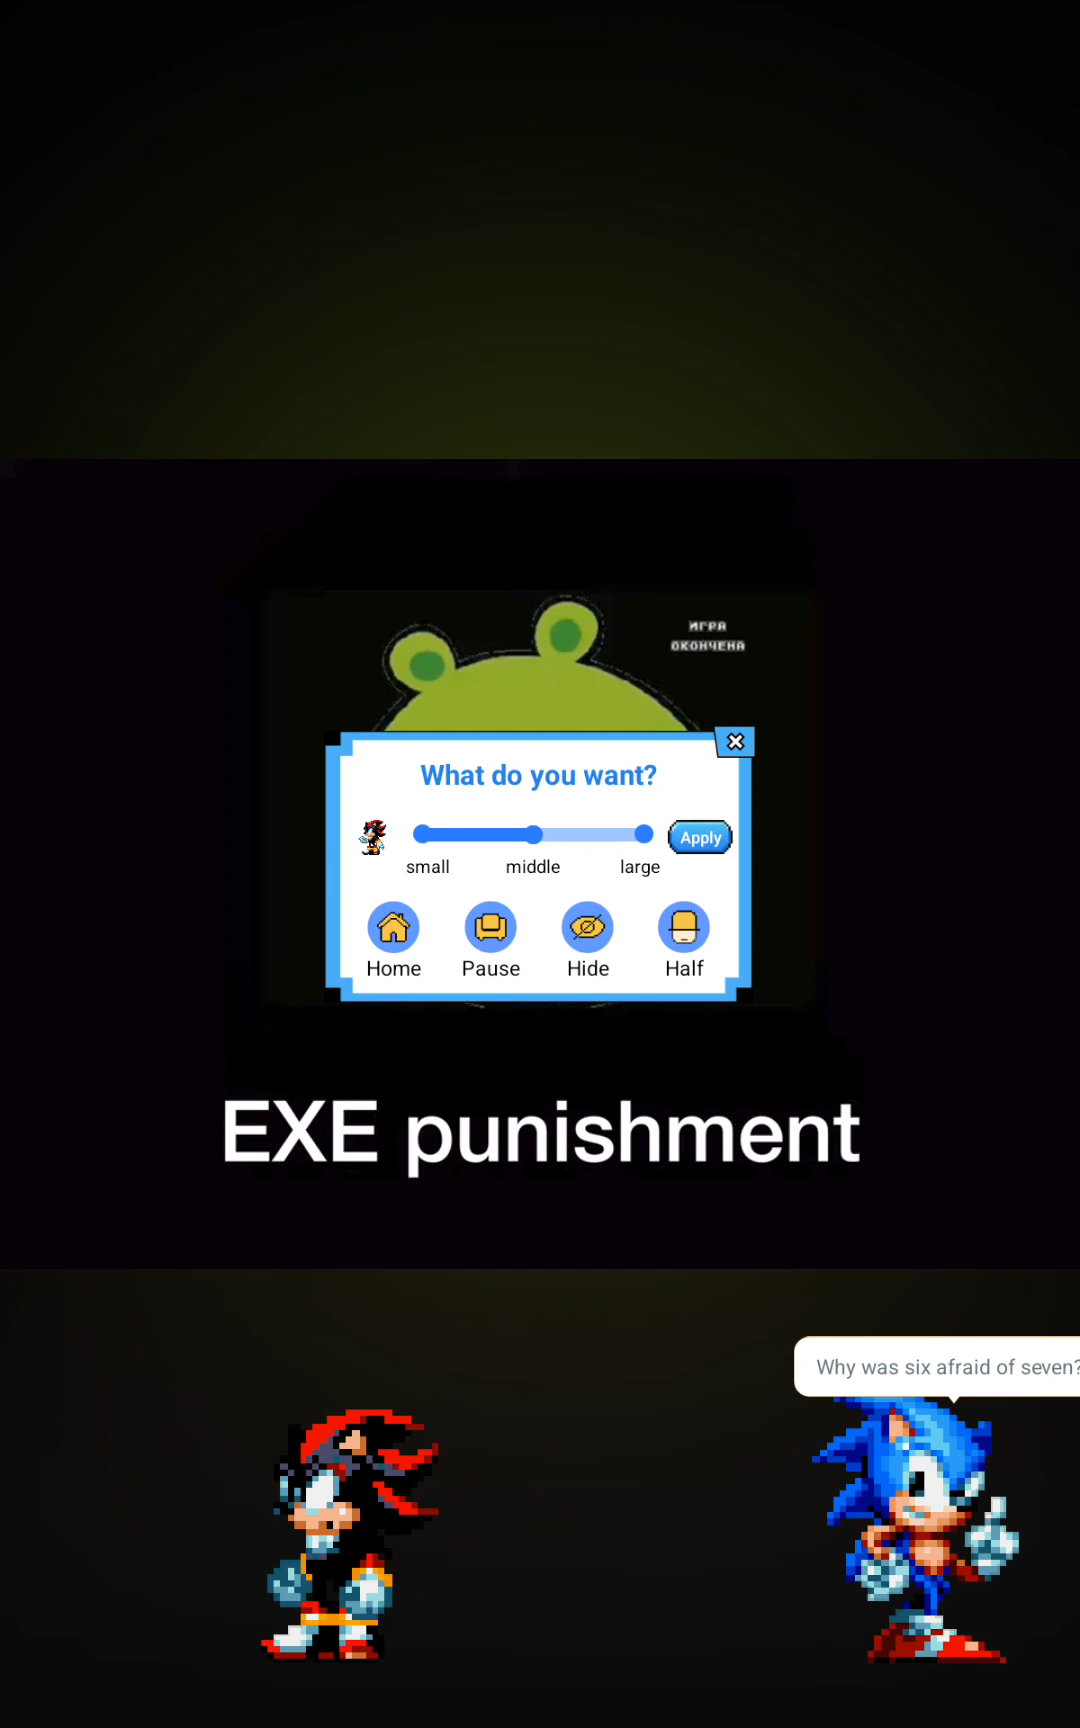 ИГРА
ОКОНЧЕНА
What do you want?
Apply
small middle large
Home Pause Hide Half
EXE punishment
Why was six afraid of seven?